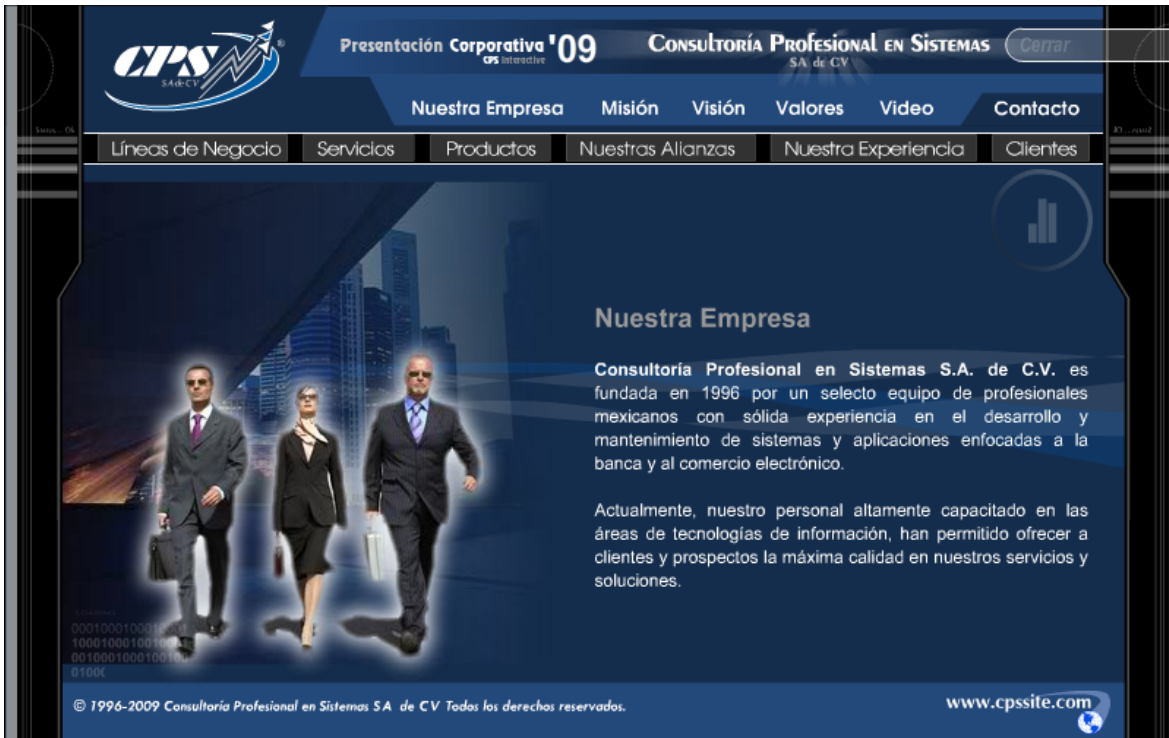 CPS
S.A de C.V
®
Presentación Corporativa '09
CPS Interactive
Consultoría Profesional en Sistemas
SA de CV
Cerrar
Nuestra Empresa Misión Visión Valores Video Contacto
Líneas de Negocio Servicios Productos Nuestras Alianzas Nuestra Experiencia Clientes
Nuestra Empresa
Consultoría Profesional en Sistemas S.A. de C.V. es
fundada en 1996 por un selecto equipo de profesionales
mexicanos con sólida experiencia en el desarrollo y
mantenimiento de sistemas y aplicaciones enfocadas a la
banca y al comercio electrónico.
Actualmente, nuestro personal altamente capacitado en las
áreas de tecnologías de información, han permitido ofrecer a
clientes y prospectos la máxima calidad en nuestros servicios y
soluciones.
© 1996-2009 Consultoría Profesional en Sistemas S A de C V Todos los derechos reservados.
www.cpssite.com